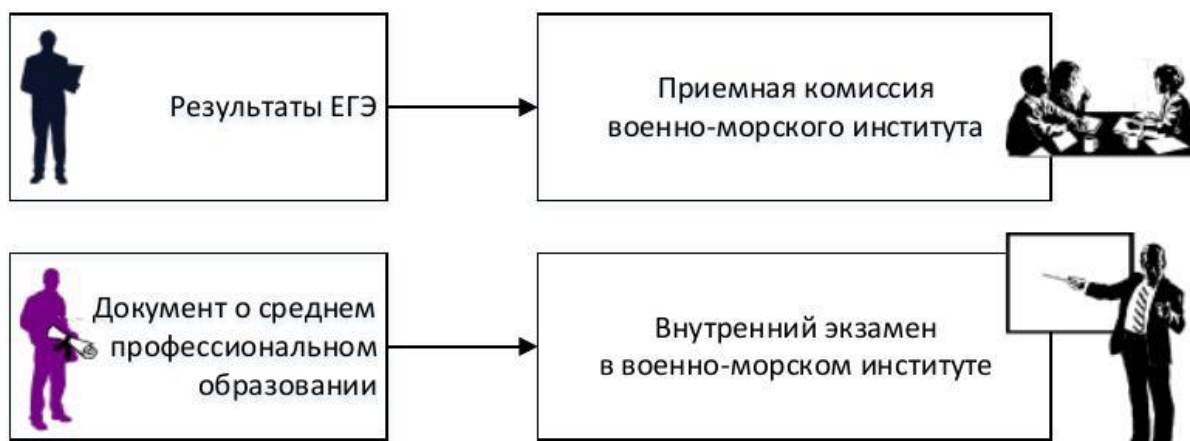 Результаты ЕГЭ
Приемная комиссия
военно-морского института
Документ о среднем
профессиональном
образовании
Внутренний экзамен
в военно-морском институте